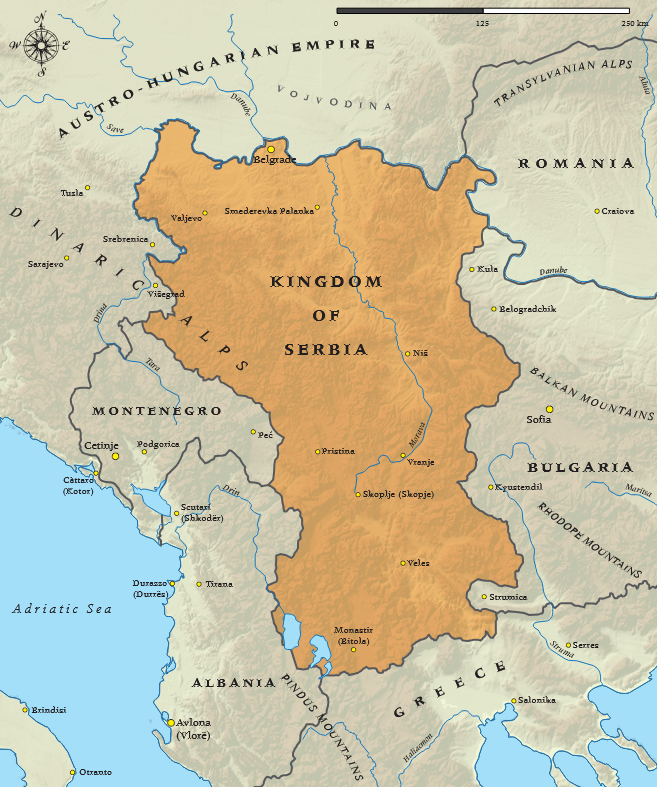 N
W
E
S
0
125
250 km
AUSTRO-HUNGARIAN EMPIRE
TRANSYLVANIAN ALPS
Aluta
VOJVODINA
Danube
Save
Belgrade
ROMANIA
Tuzla
Valjevo
Smederevka Palanka
Craiova
DINARIC ALPS
Srebrenica
Sarajevo
Kula
Danube
KINGDOM
OF
SERBIA
Višegrad
Drina
Belogradchik
Niš
Tara
BALKAN MOUNTAINS
MONTENEGRO
Sofia
Peć
Cetinje
Podgorica
Morava
Pristina
Vranje
BULGARIA
Càttaro
(Kotor)
Drin
Skoplje (Skopje)
Kyustendil
Maritsa
Scutari
(Shkodër)
RHODOPE MOUNTAINS
Veles
Durazzo
(Durrës)
Tirana
Strumica
Adriatic Sea
Monastir
(Bitola)
Struma
Serres
ALBANIA
PINDUS MOUNTAINS
GREECE
Salonika
Brindisi
Avlona
(Vlorë)
Haliacmon
Otranto